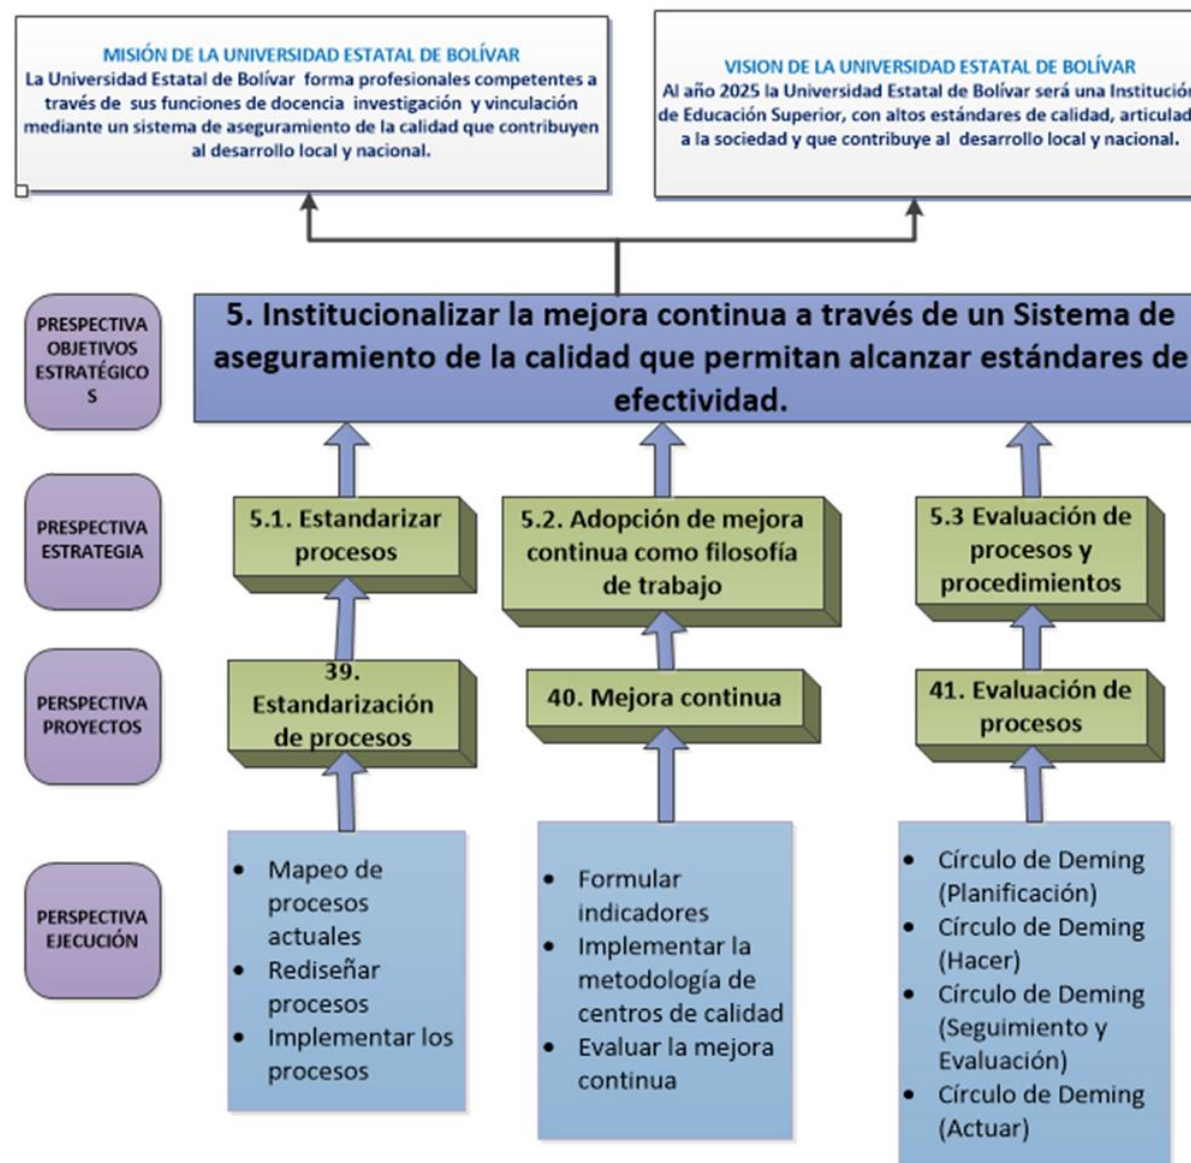 MISIÓN DE LA UNIVERSIDAD ESTATAL DE BOLÍVAR
La Universidad Estatal de Bolívar forma profesionales competentes a
través de sus funciones de docencia investigación y vinculación
mediante un sistema de aseguramiento de la calidad que contribuyen
al desarrollo local y nacional.
VISION DE LA UNIVERSIDAD ESTATAL DE BOLÍVAR
Al año 2025 la Universidad Estatal de Bolívar será una Institución
de Educación Superior, con altos estándares de calidad, articulad
a la sociedad y que contribuye al desarrollo local y nacional.
PRESPECTIVA
OBJETIVOS
ESTRATÉGICO
S
5. Institucionalizar la mejora continua a través de un Sistema de
aseguramiento de la calidad que permitan alcanzar estándares de
efectividad.
PRESPECTIVA
ESTRATEGIA
5.1. Estandarizar
procesos
5.2. Adopción de mejora
continua como filosofía
de trabajo
5.3 Evaluación de
procesos y
procedimientos
PERSPECTIVA
PROYECTOS
39.
Estandarización
de procesos
40. Mejora continua
41. Evaluación de
procesos
PERSPECTIVA
EJECUCIÓN
• Mapeo de
procesos
actuales
• Rediseñar
procesos
• Implementar los
procesos
• Formular
indicadores
• Implementar la
metodología de
centros de calidad
• Evaluar la mejora
continua
• Círculo de Deming
(Planificación)
• Círculo de Deming
(Hacer)
• Círculo de Deming
(Seguimiento y
Evaluación)
• Círculo de Deming
(Actuar)